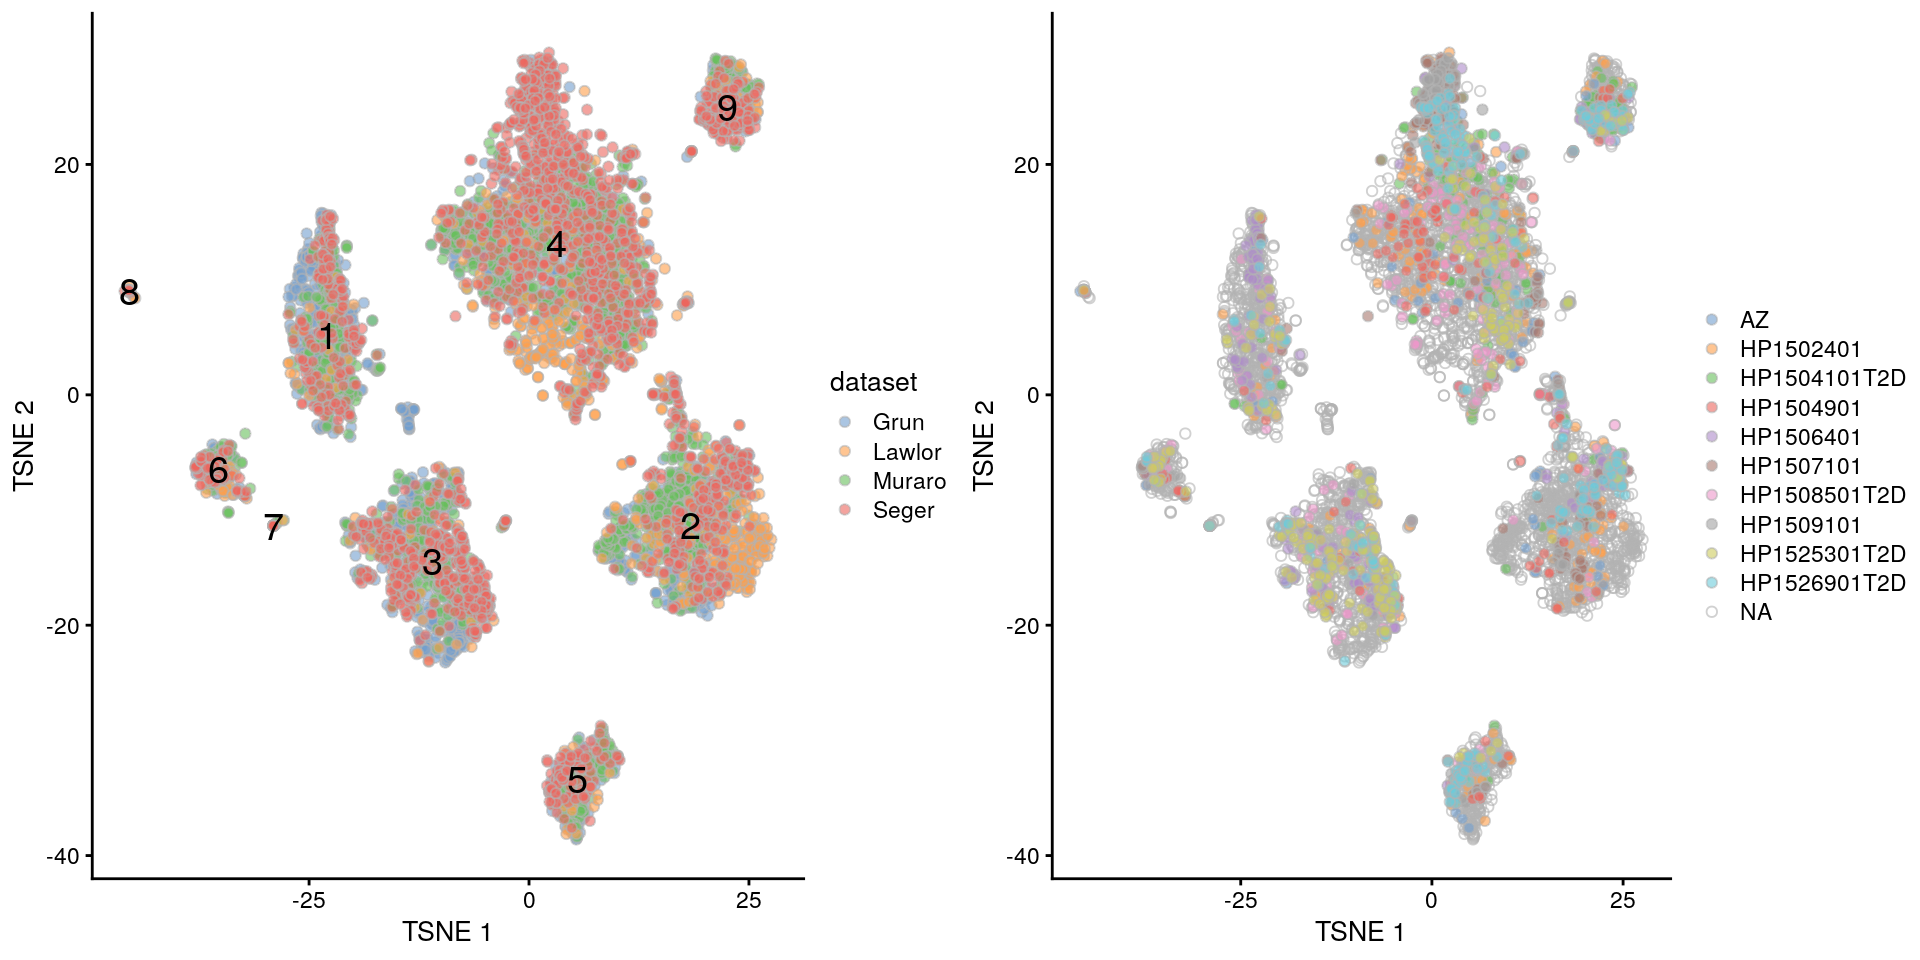 20
0
-20
-40
-25
0
25
TSNE 1
TSNE 2
1
2
3
4
5
6
7
8
9
dataset
Grun
Lawlor
Muraro
Seger
20
0
-20
-40
-25
0
25
TSNE 1
TSNE 2
AZ
HP1502401
HP1504101T2D
HP1504901
HP1506401
HP1507101
HP1508501T2D
HP1509101
HP1525301T2D
HP1526901T2D
NA